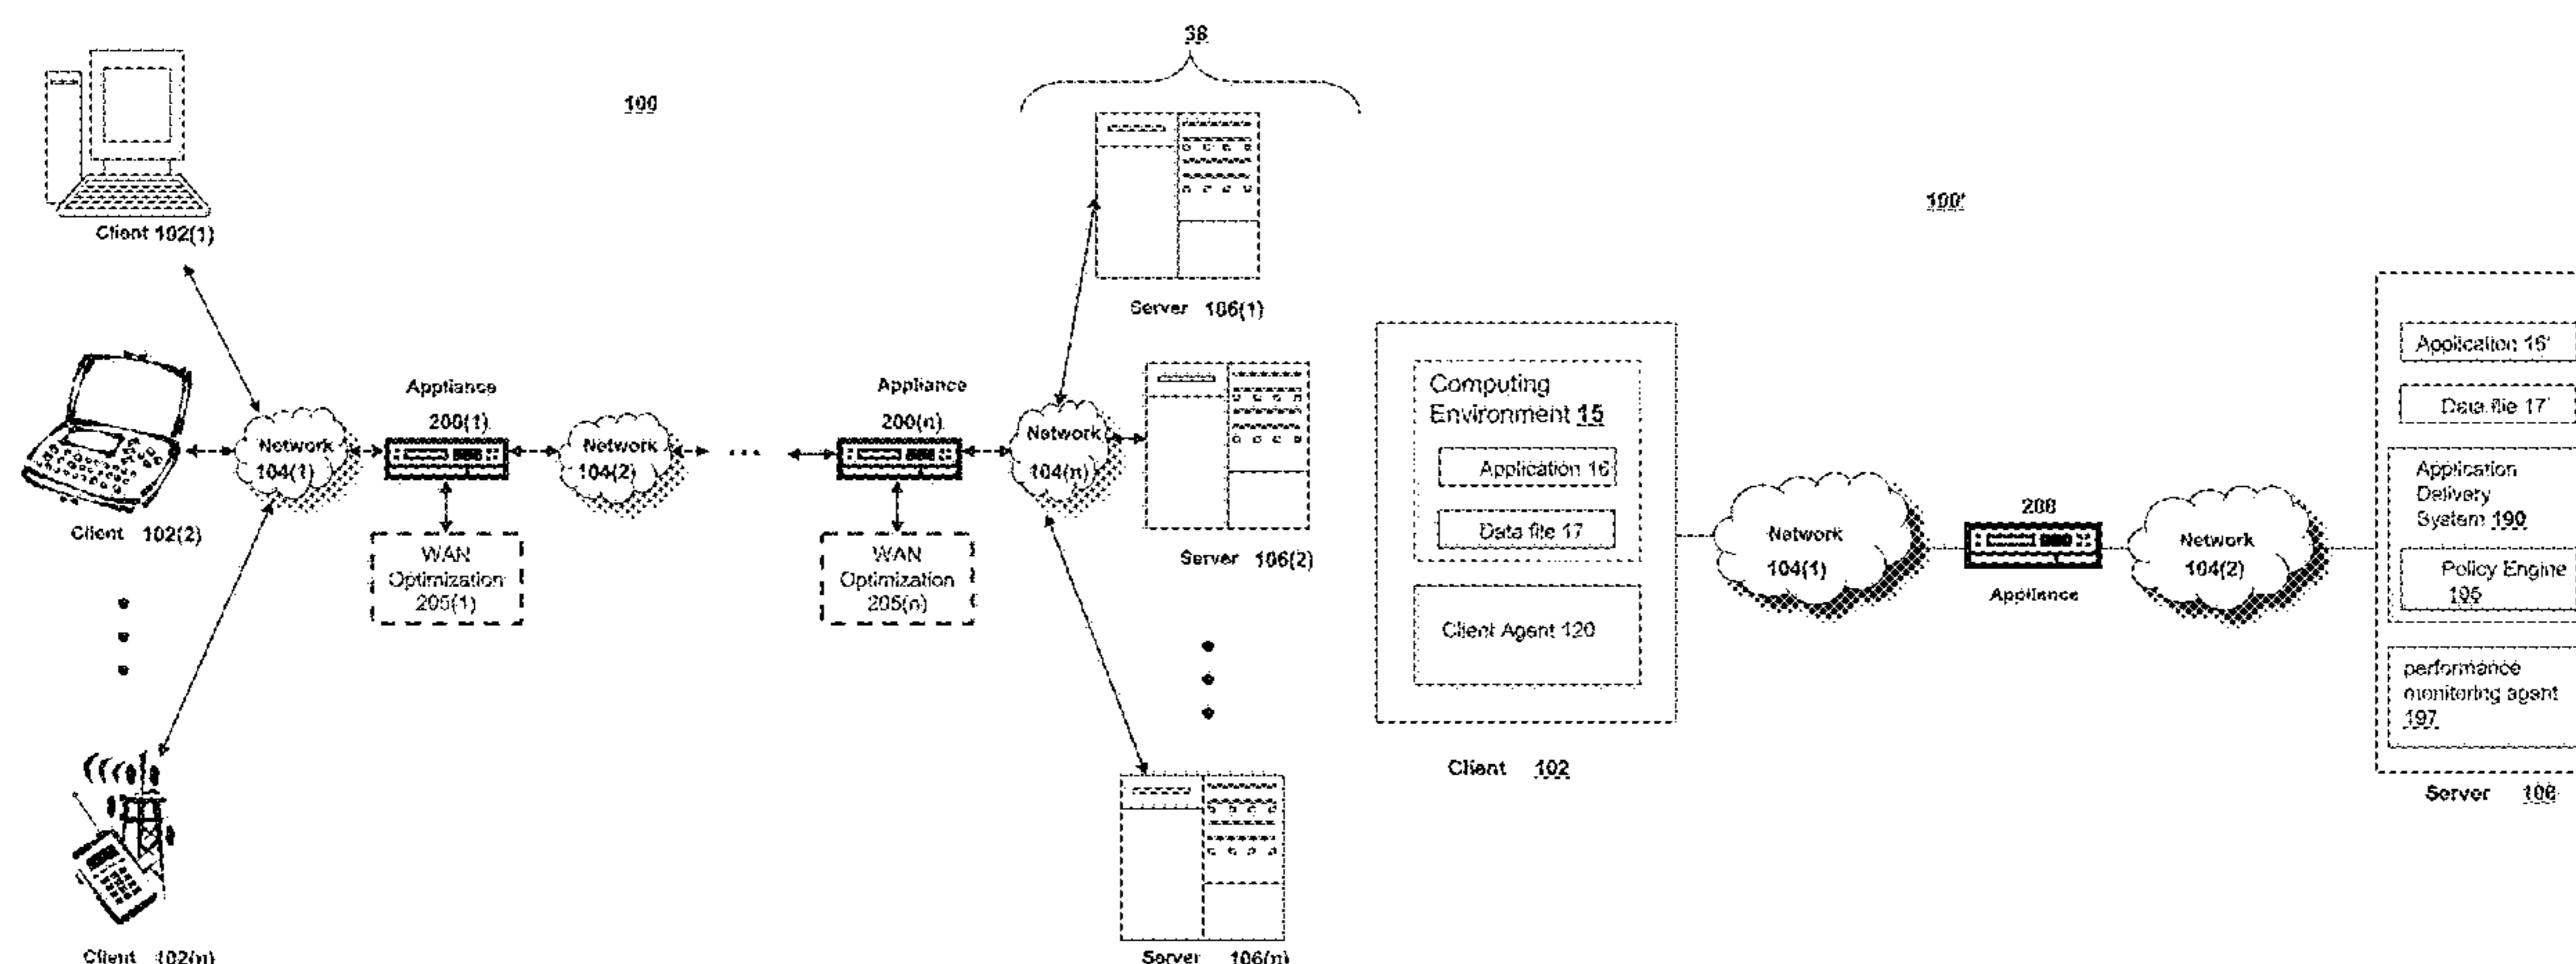 38
100
Client 102(1)
Server 106(1)
Appliance
200(1)
Appliance
200(n)
Network
104(1)
Network
104(2)
...
Network
104(n)
Client 102(2)
WAN
Optimization
205(1)
WAN
Optimization
205(n)
Server 106(2)
Client 102(n)
Server 106(n)
100'
Computing
Environment 15
Application 16
Data file 17
Client Agent 120
Client 102
Network
104(1)
200
Appliance
Network
104(2)
Application 16'
Data file 17'
Application
Delivery
System 190
Policy Engine
195
performance
monitoring agent
197
Server 106